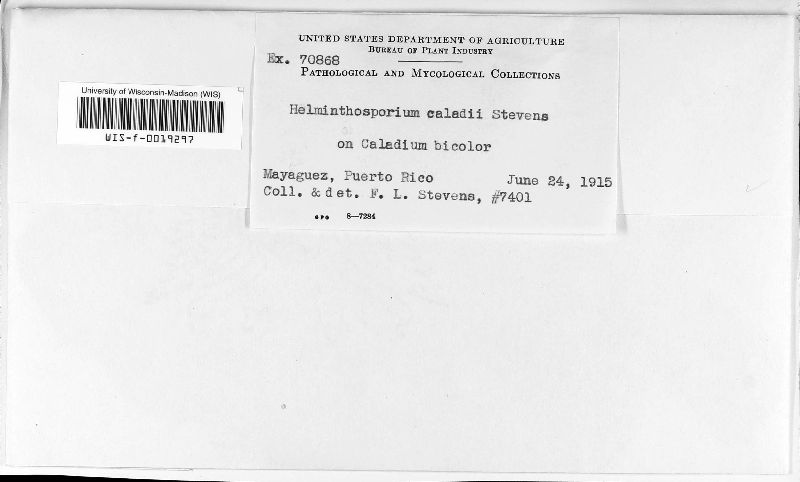 UNITED STATES DEPARTMENT OF AGRICULTURE
BUREAU OF PLANT INDUSTRY
Ex. 70868
PATHOLOGICAL AND MYCOLOGICAL COLLECTIONS
University of Wisconsin-Madison (WIS)
WIS-f-0019297
Helminthosporium caladii Stevens
on Caladium bicolor
Mayaguez, Puerto Rico June 24, 1915
Coll. & det. F. L. Stevens, #7401
GPO 8—7284